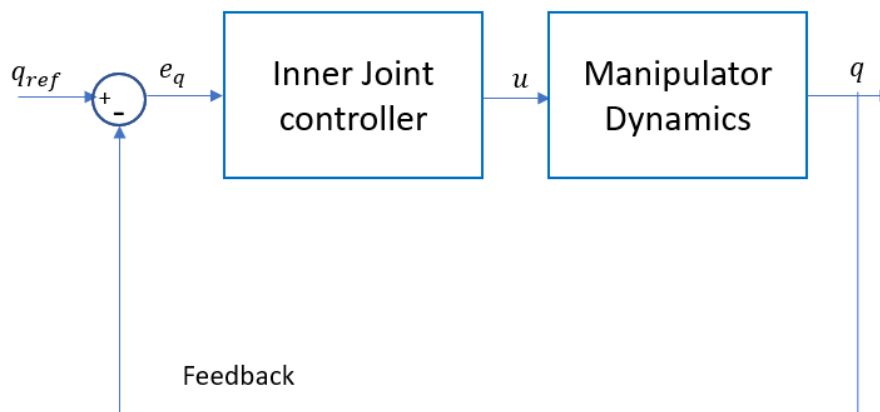 q_ref
+
-
e_q
Inner Joint
controller
u
Manipulator
Dynamics
q
Feedback